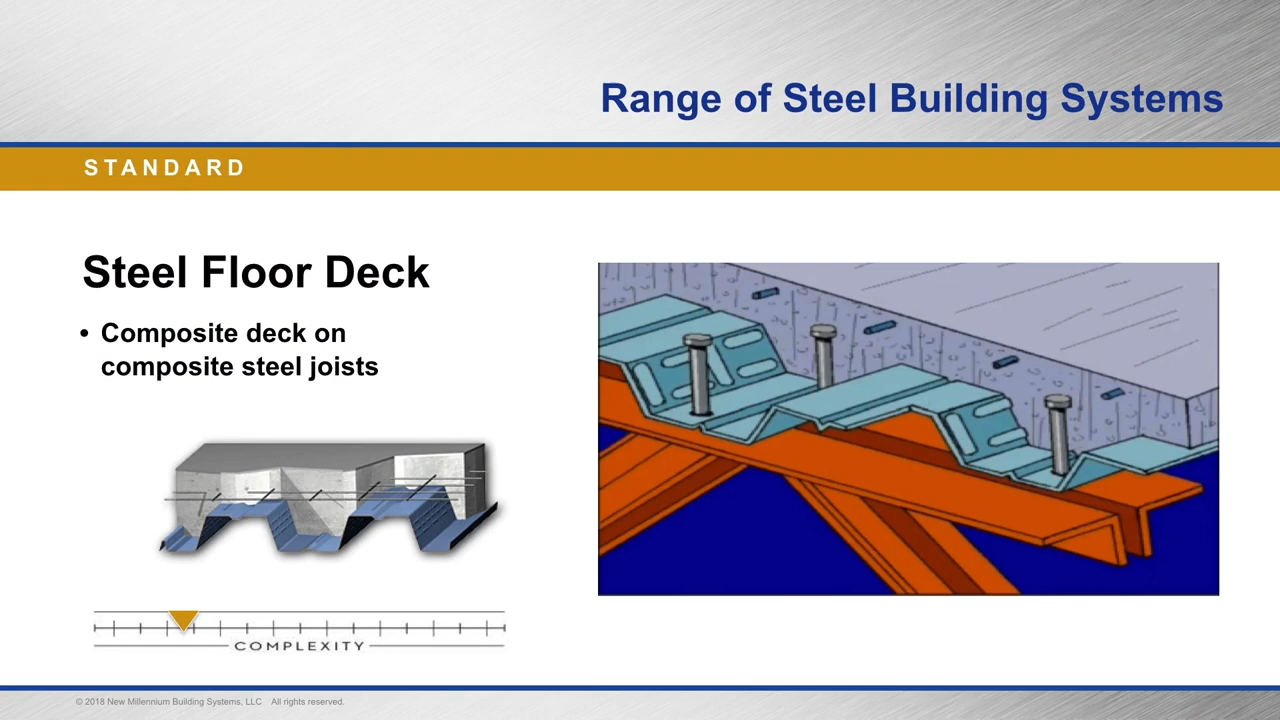 Range of Steel Building Systems
STANDARD
Steel Floor Deck
• Composite deck on
composite steel joists
COMPLEXITY
© 2018 New Millennium Building Systems, LLC All rights reserved.